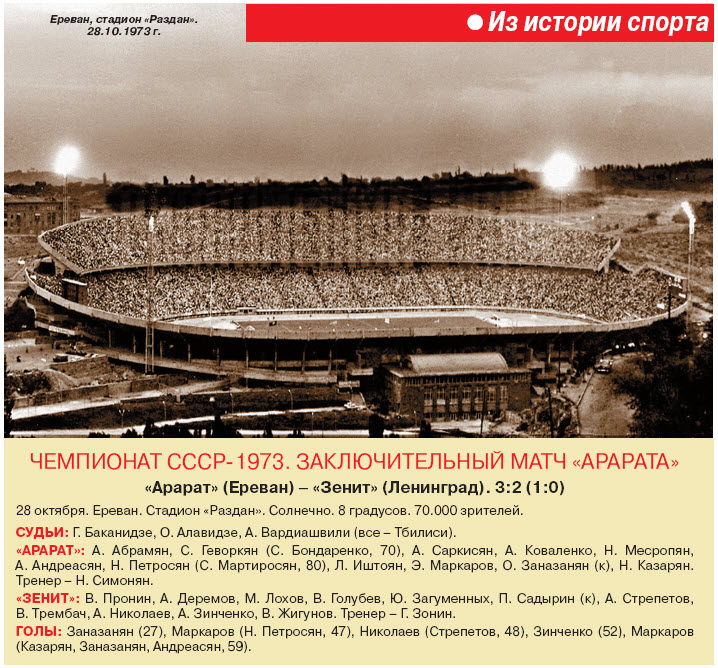 Ереван, стадион «Раздан».
28.10.1973 г.
● Из истории спорта
ЧЕМПИОНАТ СССР-1973. ЗАКЛЮЧИТЕЛЬНЫЙ МАТЧ «АРАРАТА»
«Арарат» (Ереван) – «Зенит» (Ленинград). 3:2 (1:0)
28 октября. Ереван. Стадион «Раздан». Солнечно. 8 градусов. 70.000 зрителей.
СУДЬИ: Г. Баканидзе, О. Алавидзе, А. Вардиашвили (все – Тбилиси).
«АРАРАТ»: А. Абрамян, С. Геворкян (С. Бондаренко, 70), А. Саркисян, А. Коваленко, Н. Месропян,
А. Андреасян, Н. Петросян (С. Мартиросян, 80), Л. Иштоян, Э. Маркаров, О. Заназанян (к), Н. Казарян.
Тренер – Н. Симонян.
«ЗЕНИТ»: В. Пронин, А. Деремов, М. Лохов, В. Голубев, Ю. Загуменных, П. Садырин (к), А. Стрепетов,
В. Трембач, А. Николаев, А. Зинченко, В. Жигунов. Тренер – Г. Зонин.
ГОЛЫ: Заназанян (27), Маркаров (Н. Петросян, 47), Николаев (Стрепетов, 48), Зинченко (52), Маркаров
(Казарян, Заназанян, Андреасян, 59).